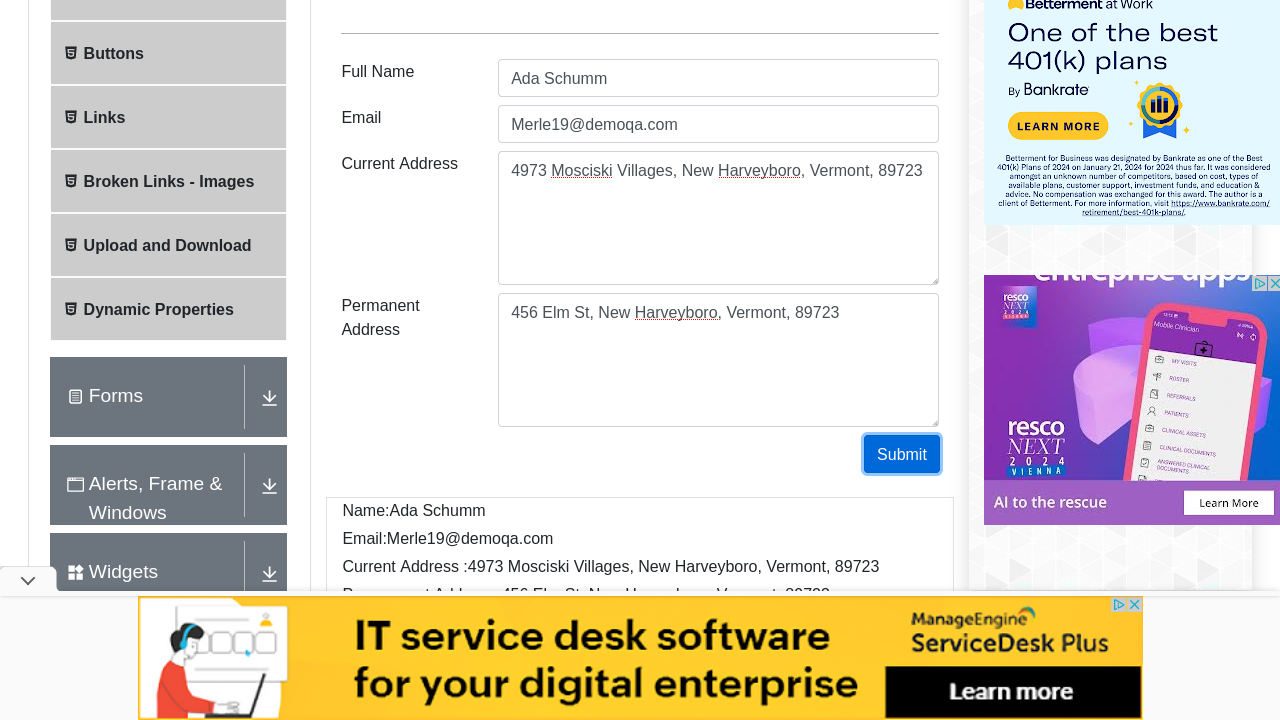 Buttons
Links
Broken Links - Images
Upload and Download
Dynamic Properties
Forms
Alerts, Frame &
Windows
Widgets
Full Name
Ada Schumm
Email
Merle19@demoqa.com
Current Address
4973 Mosciski Villages, New Harveyboro, Vermont, 89723
Permanent
Address
456 Elm St, New Harveyboro, Vermont, 89723
Submit
Name:Ada Schumm
Email:Merle19@demoqa.com
Current Address :4973 Mosciski Villages, New Harveyboro, Vermont, 89723
Betterment at Work
One of the best
401(k) plans
By Bankrate
LEARN MORE
Betterment for Business was designated by Bankrate as one of the Best
401(k) Plans of 2024 on January 21, 2024 for 2024 thus far. It was considered
amongst an unknown number of competitors, based on cost, types of
available plans, customer support, investment funds, and education &
advice. No compensation was exchanged for this award. The author is a
client of Betterment. For more information, visit https://www.bankrate.com/
retirement/best-401k-plans/.
entreprise apps
resco
NEXT
2024
VIENNA
Mobile Clinician
MY VISITS
ROSTER
REFERRALS
PATIENTS
CLINICAL ASSETS
CLINICAL DOCUMENTS
ANSWERED CLINICAL
DOCUMENTS
resco
NEXT
2024
VIENNA
AI to the rescue
Learn More
IT service desk software
for your digital enterprise
ManageEngine
ServiceDesk Plus
Learn more